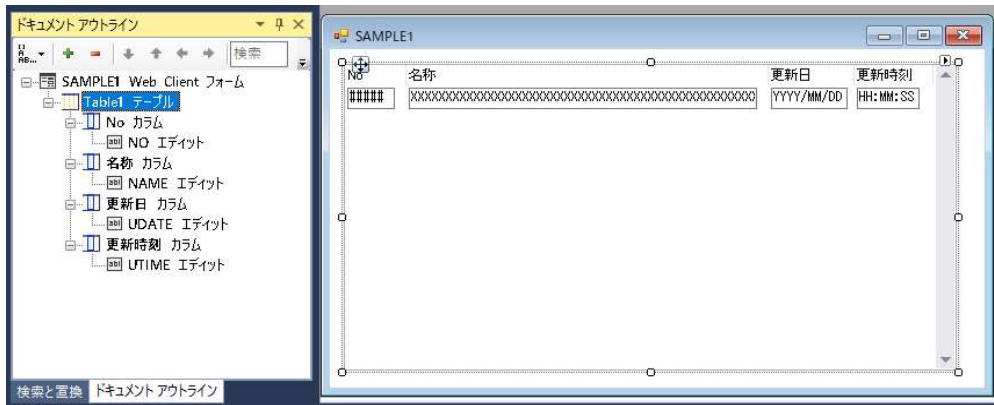 ドキュメント アウトライン
検索
SAMPLE1 Web Client フォーム
Table1 テーブル
No カラム
NO エディット
名称 カラム
NAME エディット
更新日 カラム
UDATE エディット
更新時刻 カラム
UTIME エディット
検索と置換 ドキュメント アウトライン
SAMPLE1
No 名称 更新日 更新時刻
##### YYYY/MM/DD HH:MM:SS